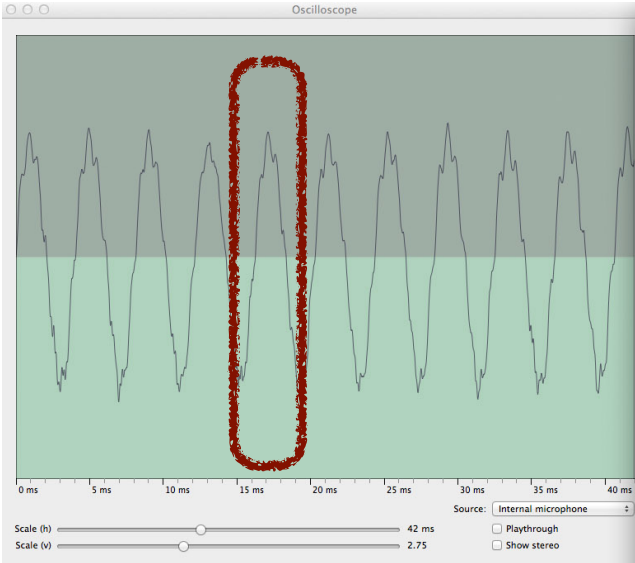 Oscilloscope
0 ms 5 ms 10 ms 15 ms 20 ms 25 ms 30 ms 35 ms 40 ms
Source: Internal microphone
Scale (h) 42 ms Playthrough
Scale (v) 2.75 Show stereo